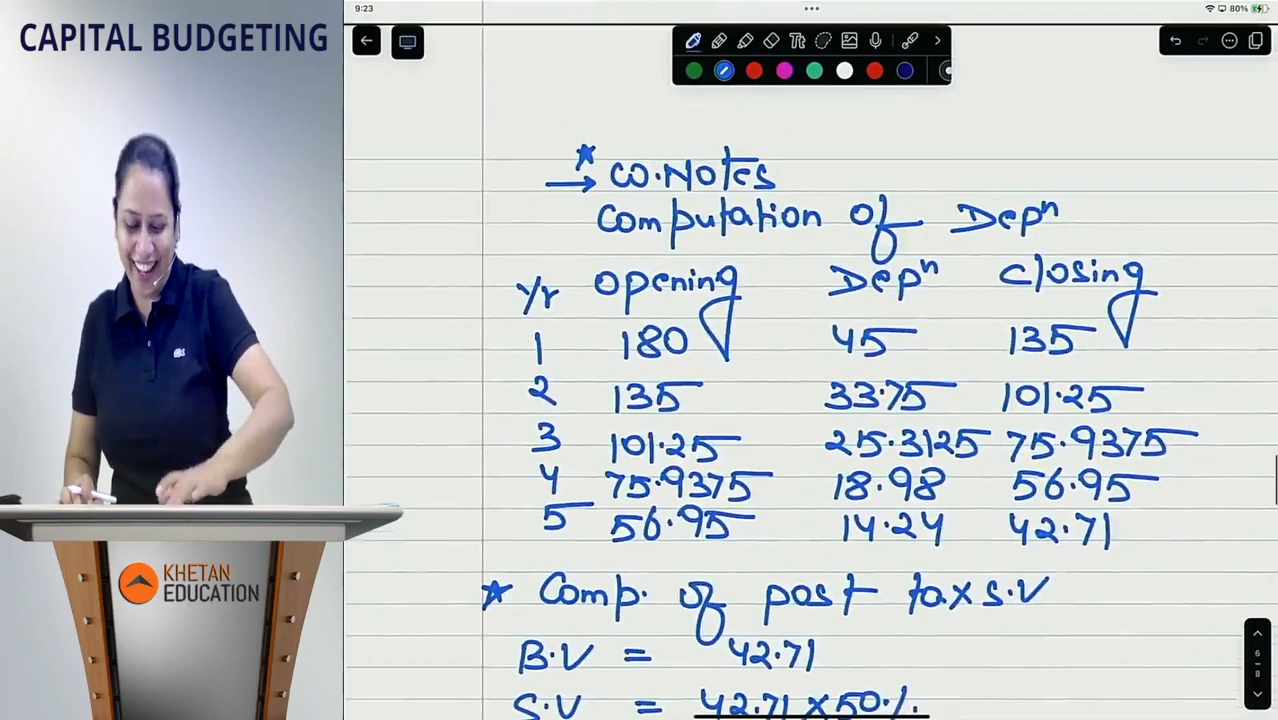 CAPITAL BUDGETING
9:23
80%
→ * W.Notes
Computation of Depⁿ
Yr Opening Depⁿ Closing
1 180 45 135
2 135 33.75 101.25
3 101.25 25.3125 75.9375
4 75.9375 18.98 56.95
5 56.95 14.24 42.71
* Comp. of post tax S.V
B.V = 42.71
S.V = 42.71 x 50%
KHETAN
EDUCATION
6
8